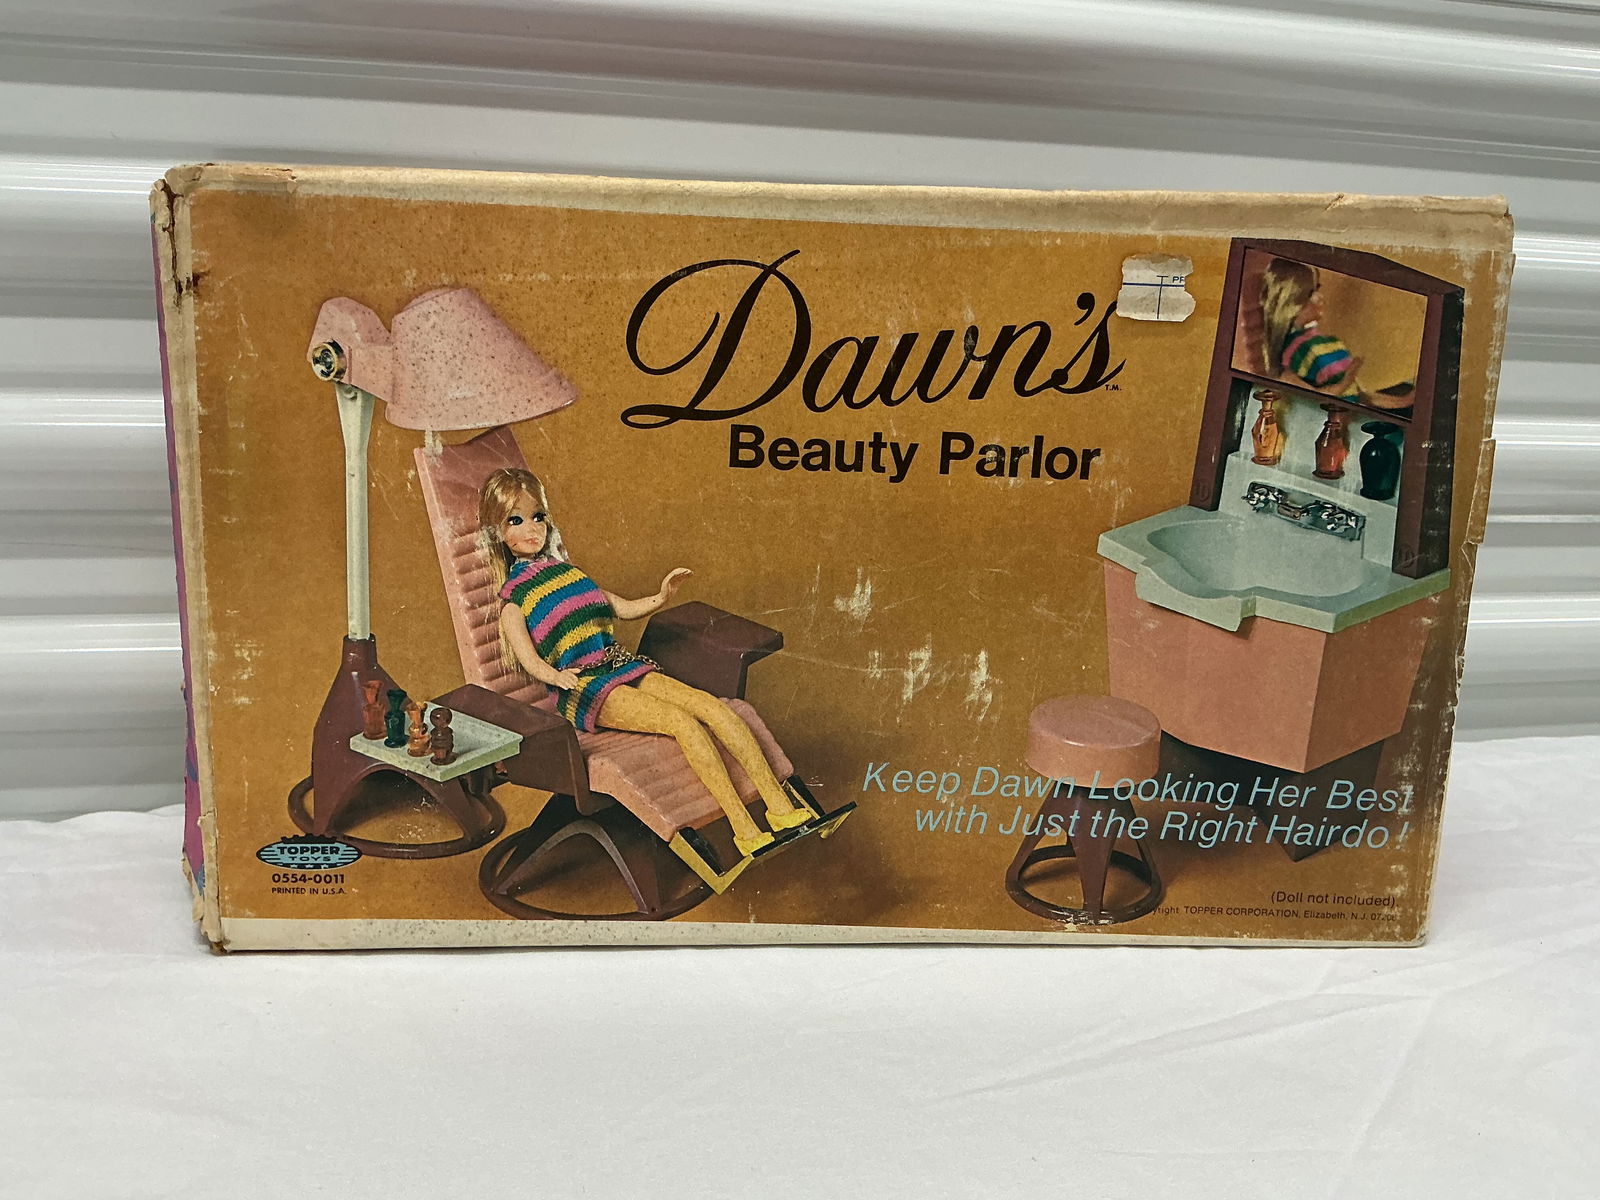 Dawn's
T.M.
PR
Beauty Parlor
Keep Dawn Looking Her Best
with Just the Right Hairdo!
TOPPER
TOYS
0554-0011
PRINTED IN U.S.A.
(Doll not included)
TOPPER CORPORATION, Elizabeth, N.J.